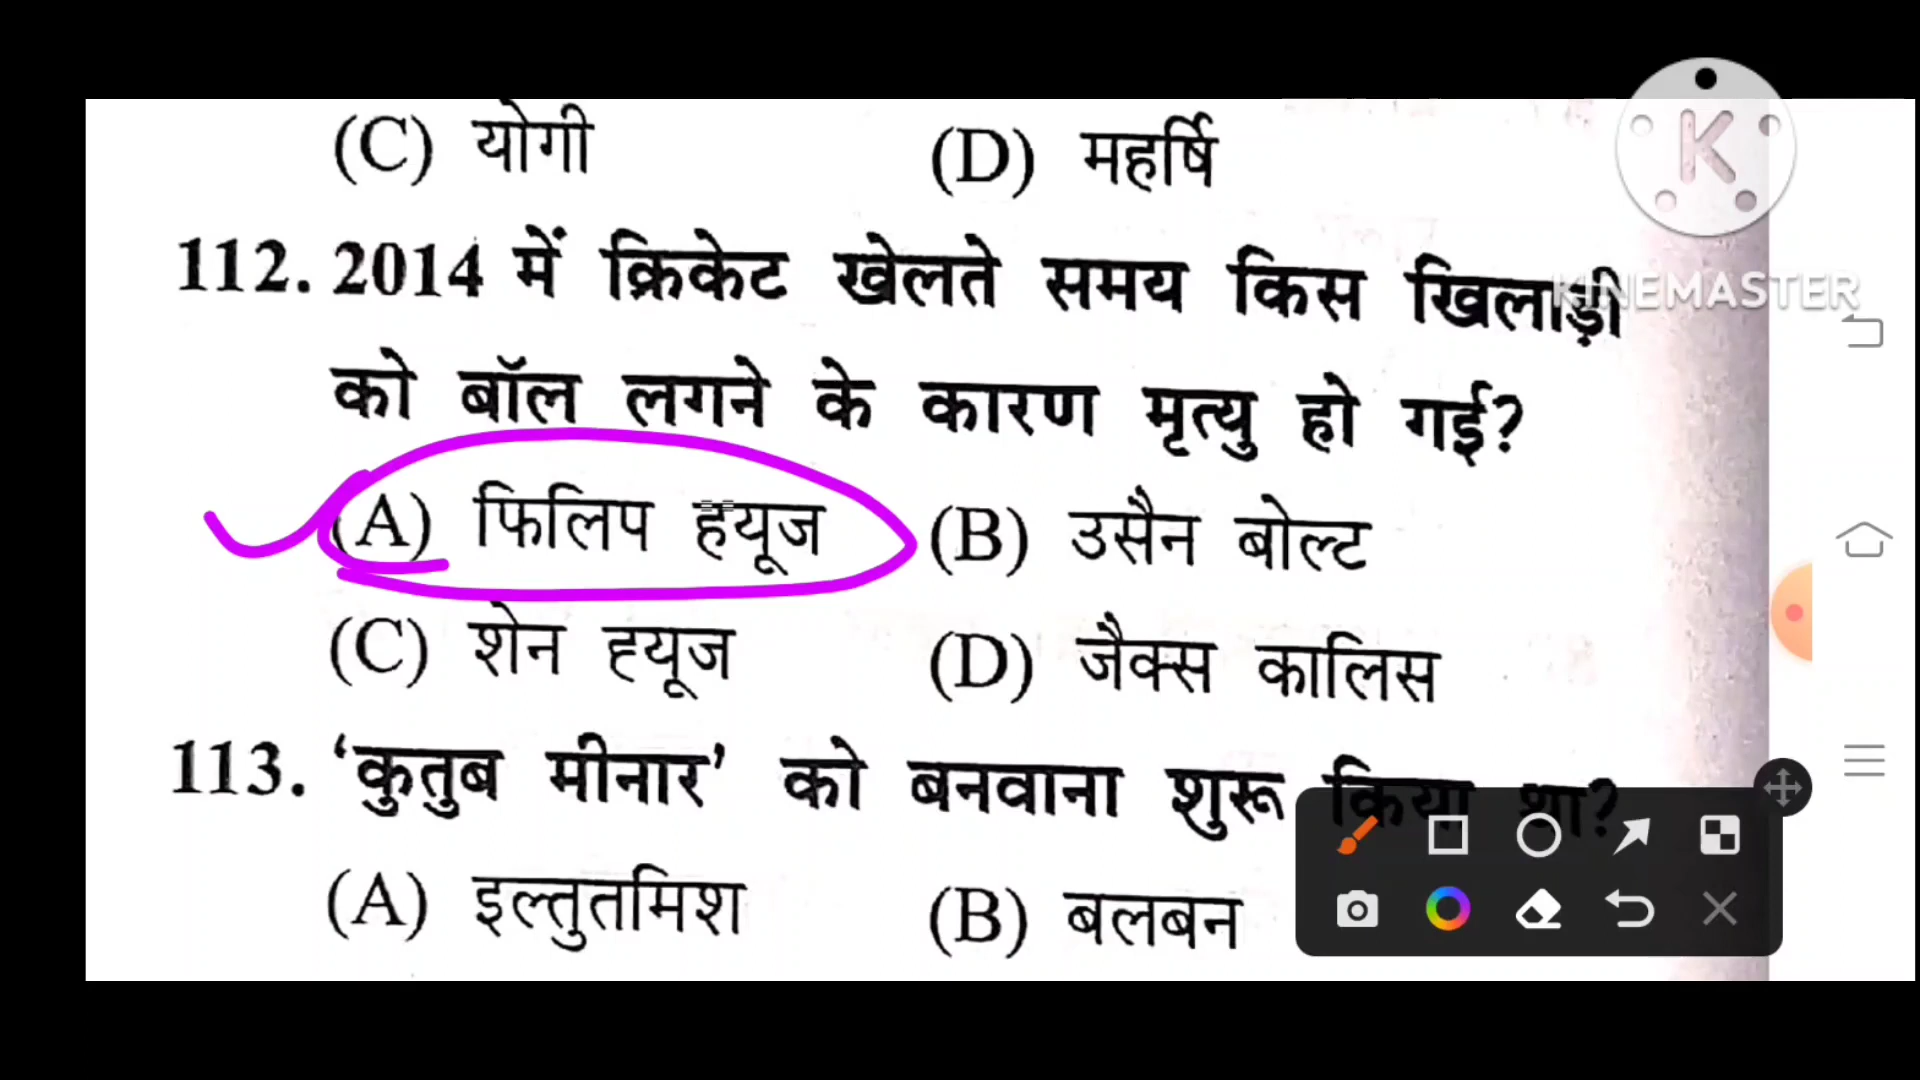 (C) योगी (D) महर्षि
K
KINEMASTER
112. 2014 में क्रिकेट खेलते समय किस खिलाड़ी
को बॉल लगने के कारण मृत्यु हो गई?
(A) फिलिप ह्यूज (B) उसैन बोल्ट
(C) शेन ह्यूज (D) जैक्स कालिस
113. ‘कुतुब मीनार’ को बनवाना शुरू किया था?
(A) इल्तुतमिश (B) बलबन